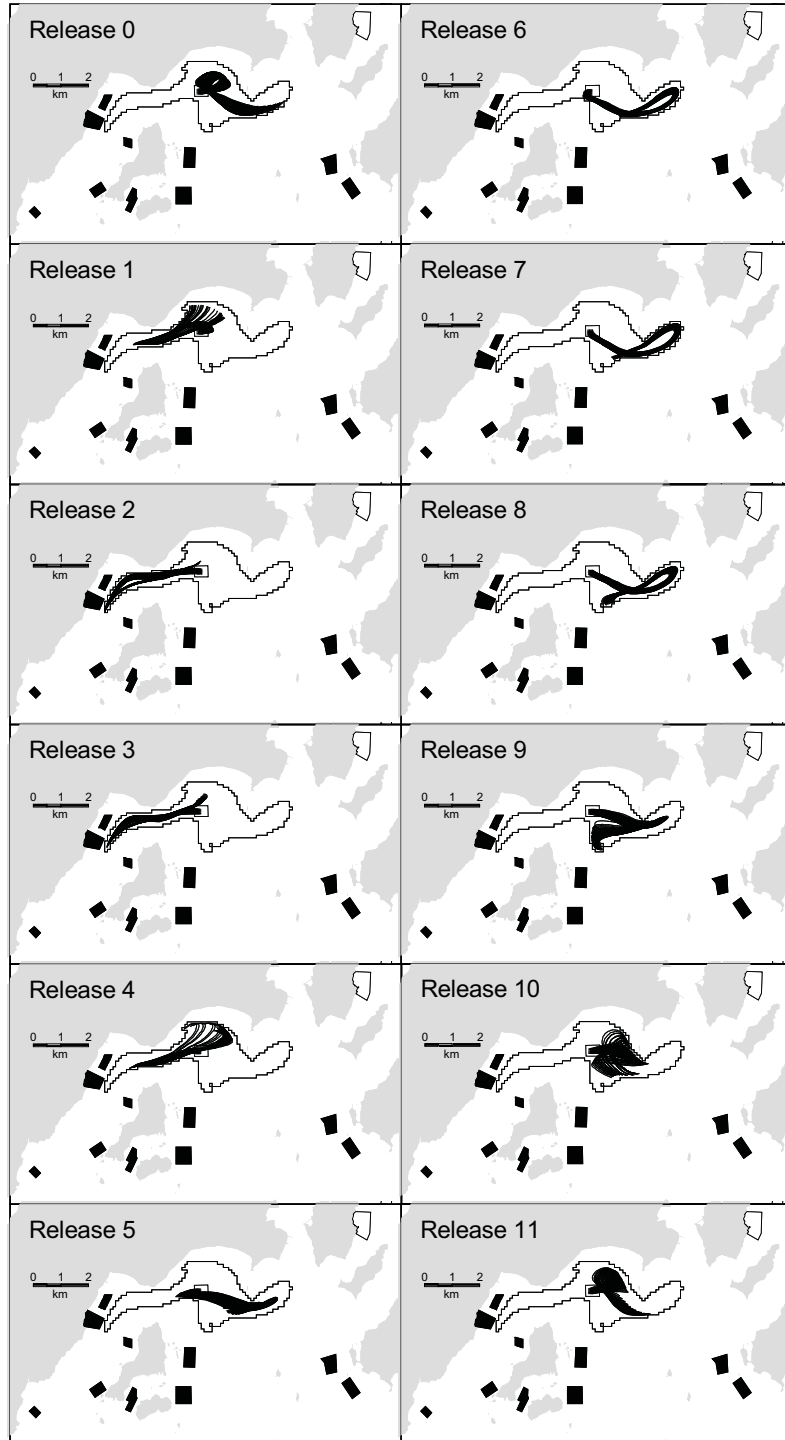 Release 0
0 1 2
km
Release 6
0 1 2
km
Release 1
0 1 2
km
Release 7
0 1 2
km
Release 2
0 1 2
km
Release 8
0 1 2
km
Release 3
0 1 2
km
Release 9
0 1 2
km
Release 4
0 1 2
km
Release 10
0 1 2
km
Release 5
0 1 2
km
Release 11
0 1 2
km